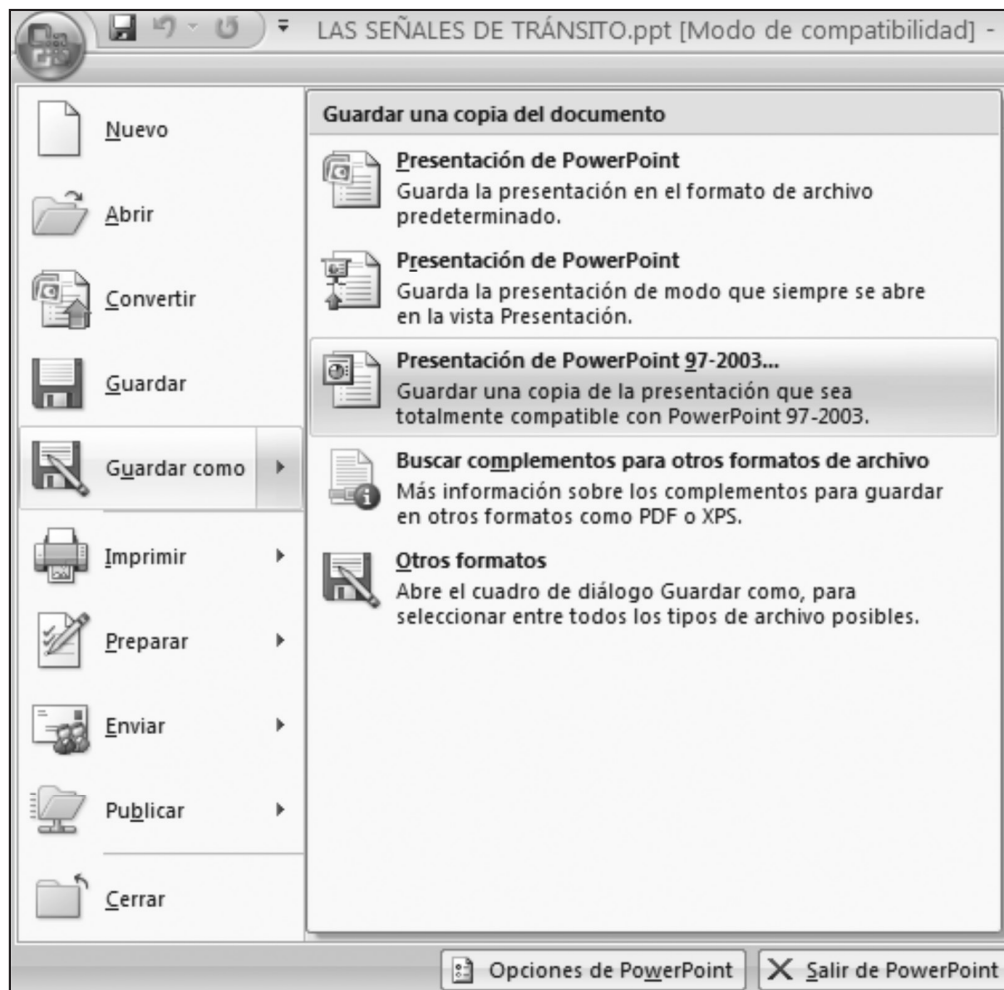 LAS SEÑALES DE TRÁNSITO.ppt [Modo de compatibilidad] -
Nuevo
Abrir
Convertir
Guardar
Guardar como
Imprimir
Preparar
Enviar
Publicar
Cerrar
Guardar una copia del documento
Presentación de PowerPoint
Guarda la presentación en el formato de archivo
predeterminado.
Presentación de PowerPoint
Guarda la presentación de modo que siempre se abre
en la vista Presentación.
Presentación de PowerPoint 97-2003...
Guardar una copia de la presentación que sea
totalmente compatible con PowerPoint 97-2003.
Buscar complementos para otros formatos de archivo
Más información sobre los complementos para guardar
en otros formatos como PDF o XPS.
Otros formatos
Abre el cuadro de diálogo Guardar como, para
seleccionar entre todos los tipos de archivo posibles.
Opciones de PowerPoint
Salir de PowerPoint